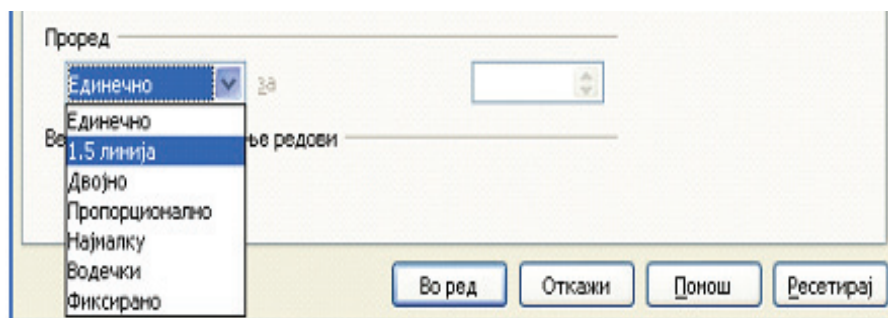 Проред
Единечно за
Единечно
Ве ње редови
1.5 линија
Двојно
Пропорционално
Најмалку
Водечки
Фиксирано
Во ред Откажи Помош Ресетирај